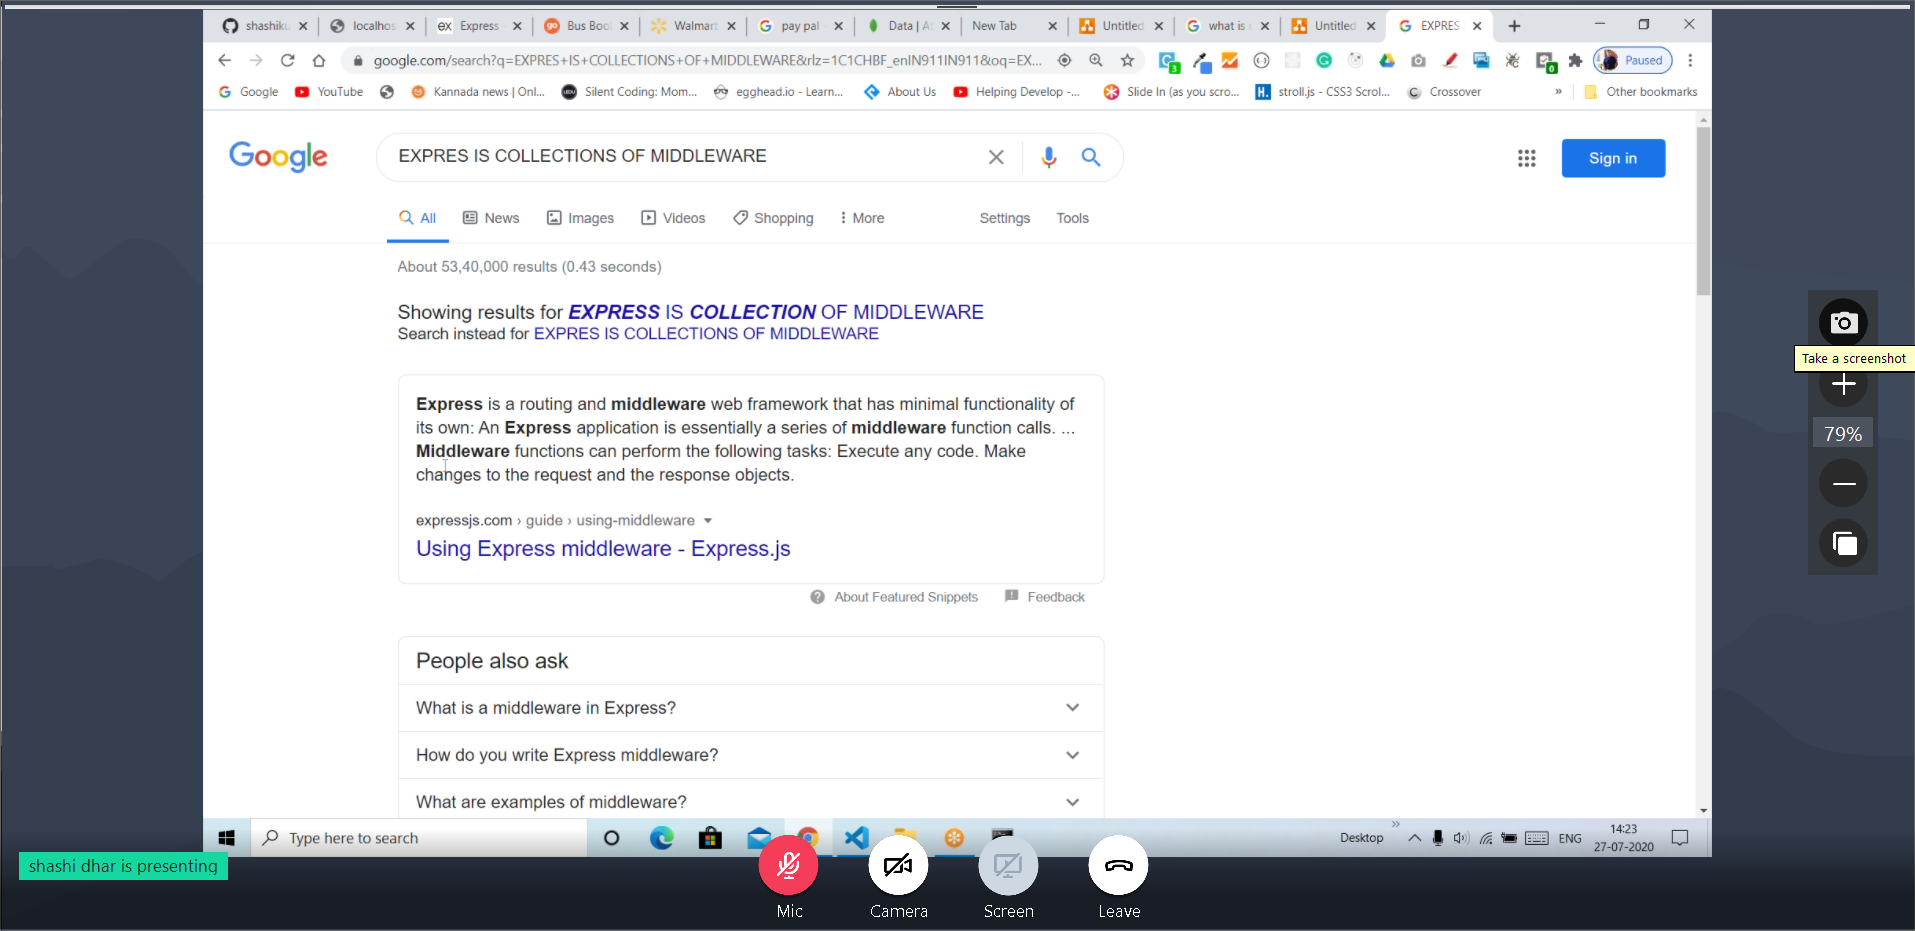 shashiku
localhos
ex Express
Bus Boo
Walmart
pay pal
Data | A
New Tab
Untitled
what is
Untitled
EXPRES
google.com/search?q=EXPRES+IS+COLLECTIONS+OF+MIDDLEWARE&rlz=1C1CHBF_enIN911IN911&oq=EX...
3
0
Paused
Google
YouTube
Kannada news | Onl...
Silent Coding: Mom...
egghead.io - Learn...
About Us
Helping Develop -...
Slide In (as you scro...
H. stroll.js - CSS3 Scrol...
Crossover
»
Other bookmarks
Google
EXPRES IS COLLECTIONS OF MIDDLEWARE
Sign in
All
News
Images
Videos
Shopping
More
Settings
Tools
About 53,40,000 results (0.43 seconds)
Showing results for EXPRESS IS COLLECTION OF MIDDLEWARE
Search instead for EXPRES IS COLLECTIONS OF MIDDLEWARE
Express is a routing and middleware web framework that has minimal functionality of
its own: An Express application is essentially a series of middleware function calls. ...
Middleware functions can perform the following tasks: Execute any code. Make
changes to the request and the response objects.
expressjs.com › guide › using-middleware
Using Express middleware - Express.js
About Featured Snippets
Feedback
People also ask
What is a middleware in Express?
How do you write Express middleware?
What are examples of middleware?
Take a screenshot
79%
Type here to search
Desktop
»
ENG
14:23
27-07-2020
shashi dhar is presenting
Mic
Camera
Screen
Leave